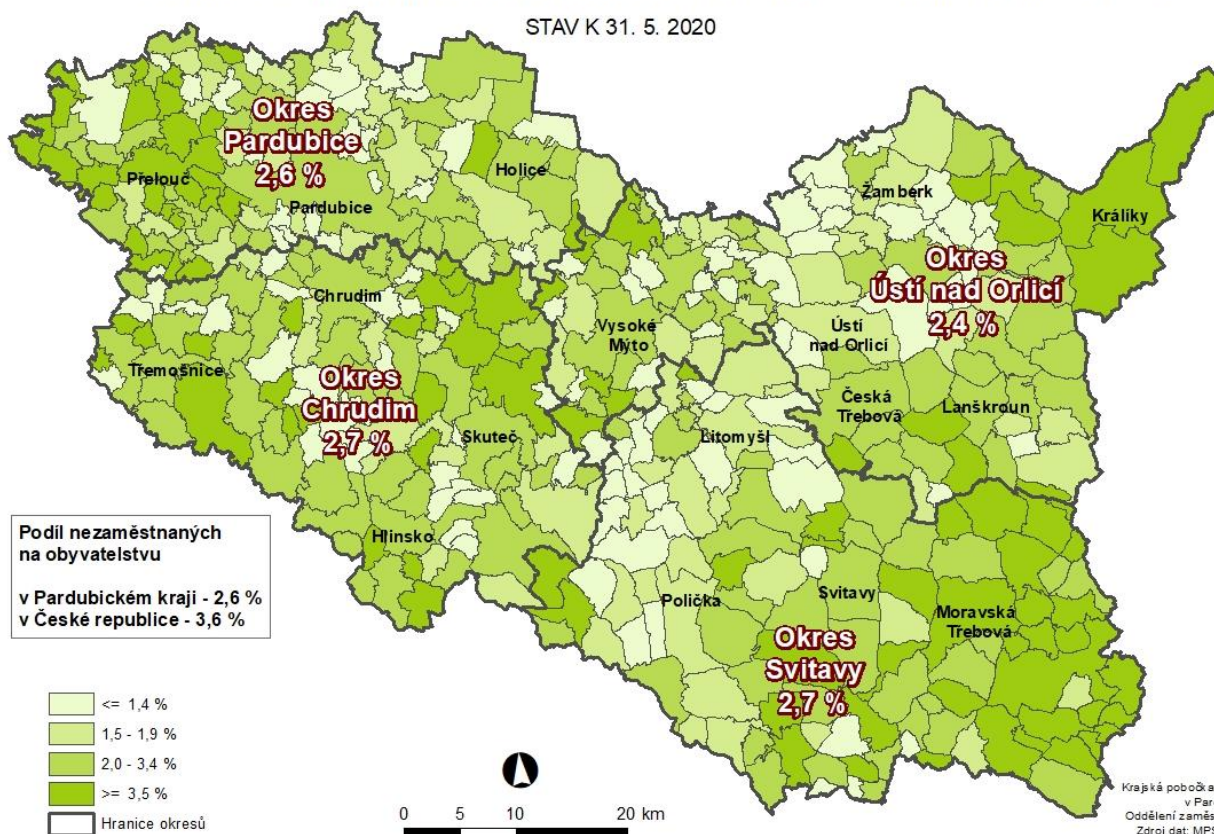 STAV K 31. 5. 2020
Okres
Pardubice
2,6 %
Přelouč
Pardubice
Holice
Žamberk
Králíky
Okres
Ústí nad Orlicí
2,4 %
Chrudim
Vysoké
Mýto
Ústí
nad Orlicí
Třemošnice
Okres
Chrudim
2,7 %
Skuteč
Česká
Třebová
Lanškroun
Litomyšl
Hlinsko
Polička
Svitavy
Moravská
Třebová
Okres
Svitavy
2,7 %
Podíl nezaměstnaných
na obyvatelstvu
v Pardubickém kraji - 2,6 %
v České republice - 3,6 %
<= 1,4 %
1,5 - 1,9 %
2,0 - 3,4 %
>= 3,5 %
Hranice okresů
0 5 10 20 km
Krajská pobočka
v
Oddělení
Zdroj dat: